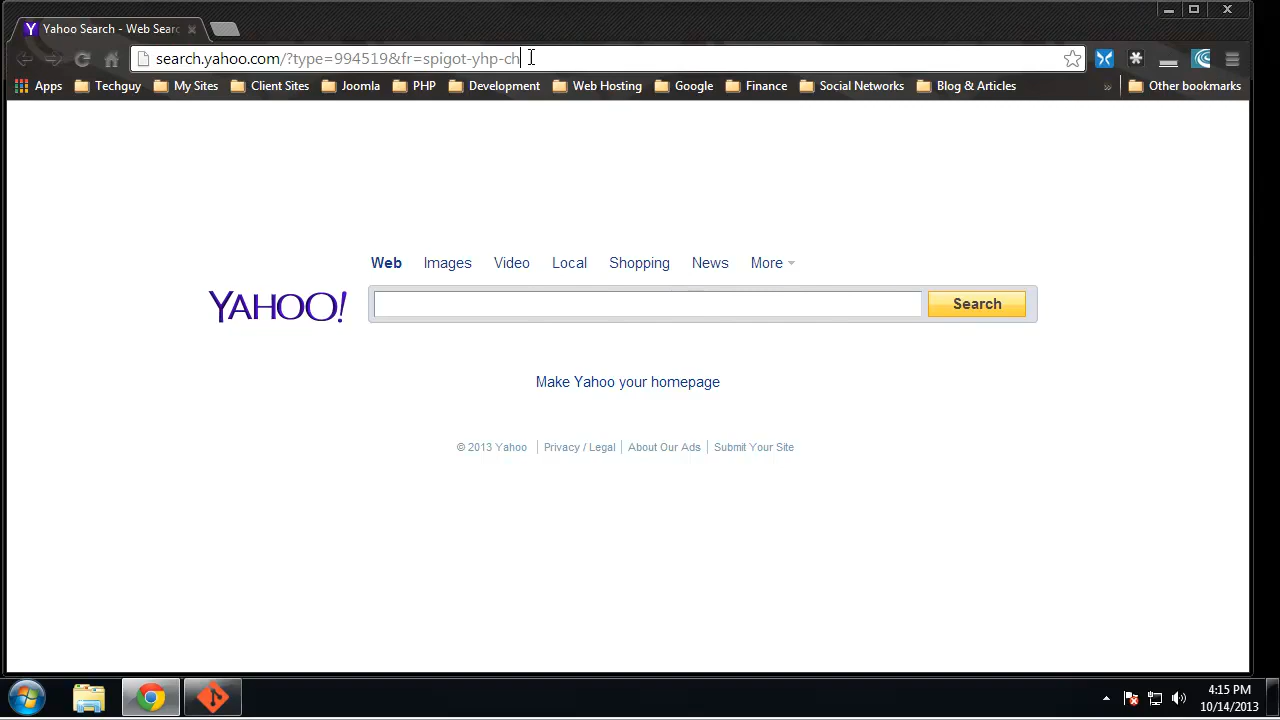 Yahoo Search - Web Searc
search.yahoo.com/?type=994519&fr=spigot-yhp-ch
Apps Techguy My Sites Client Sites Joomla PHP Development Web Hosting Google Finance Social Networks Blog & Articles » Other bookmarks
Web Images Video Local Shopping News More
YAHOO! Search
Make Yahoo your homepage
© 2013 Yahoo Privacy / Legal About Our Ads Submit Your Site
4:15 PM
10/14/2013